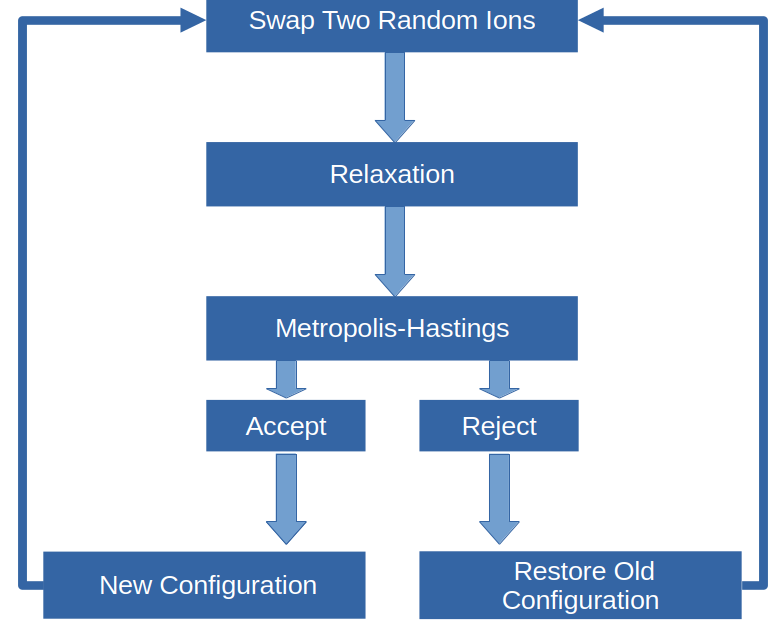 Swap Two Random Ions
Relaxation
Metropolis-Hastings
Accept
Reject
New Configuration
Restore Old
Configuration